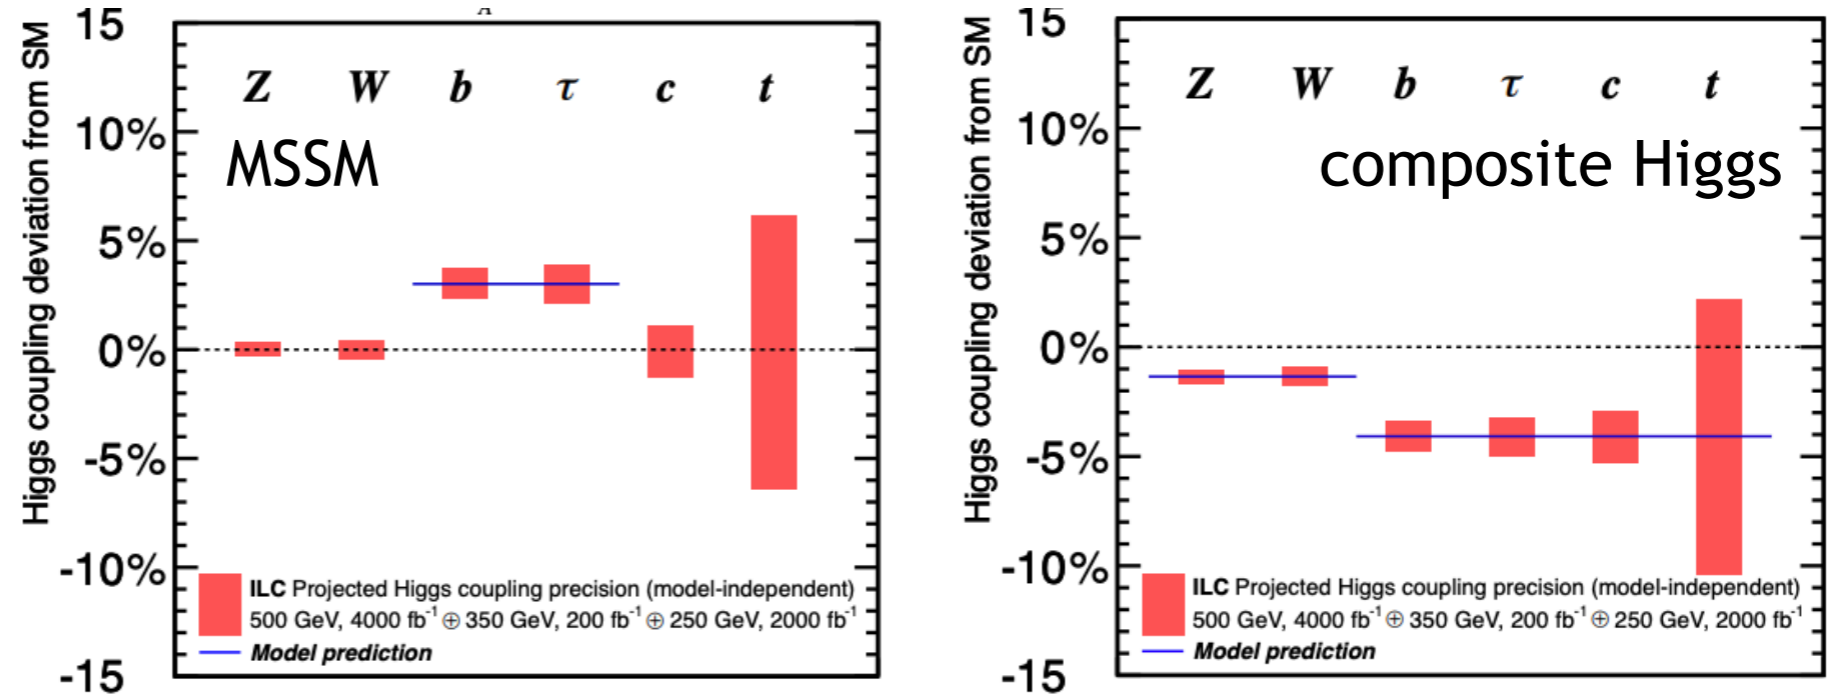 A
15
Z W b τ c t
10%
MSSM
5%
0%
-5%
-10%
-15
Higgs coupling deviation from SM
ILC Projected Higgs coupling precision (model-independent)
500 GeV, 4000 fb⁻¹ ⊕ 350 GeV, 200 fb⁻¹ ⊕ 250 GeV, 2000 fb⁻¹
Model prediction
15
Z W b τ c t
10%
composite Higgs
5%
0%
-5%
-10%
-15
Higgs coupling deviation from SM
ILC Projected Higgs coupling precision (model-independent)
500 GeV, 4000 fb⁻¹ ⊕ 350 GeV, 200 fb⁻¹ ⊕ 250 GeV, 2000 fb⁻¹
Model prediction